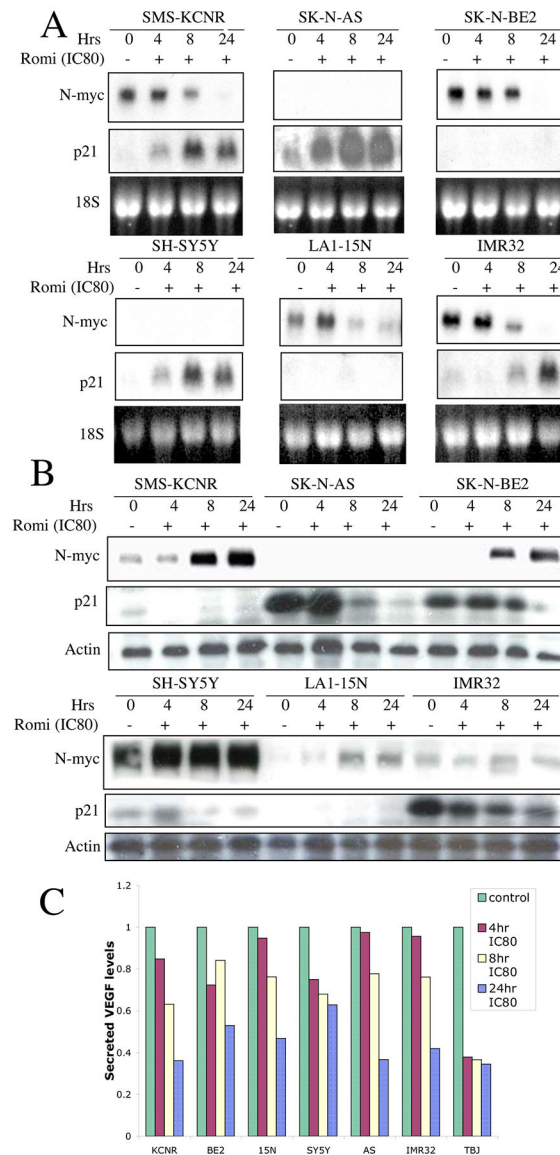 A
SMS-KCNR SK-N-AS SK-N-BE2
Hrs 0 4 8 24 0 4 8 24 0 4 8 24
Romi (IC80) - + + + - + + + - + + +
N-myc
p21
18S
SH-SY5Y LA1-15N IMR32
Hrs 0 4 8 24 0 4 8 24 0 4 8 24
Romi (IC80) - + + + - + + + - + + +
N-myc
p21
18S
B
SMS-KCNR SK-N-AS SK-N-BE2
Hrs 0 4 8 24 0 4 8 24 0 4 8 24
Romi (IC80) - + + + - + + + - + + +
N-myc
p21
Actin
SH-SY5Y LA1-15N IMR32
Hrs 0 4 8 24 0 4 8 24 0 4 8 24
Romi (IC80) - + + + - + + + - + + +
N-myc
p21
Actin
C
Secreted VEGF levels
1.2
1
0.8
0.6
0.4
0.2
0
KCNR BE2 15N SY5Y AS IMR32 TBJ
control
4hr
IC80
8hr
IC80
24hr
IC80